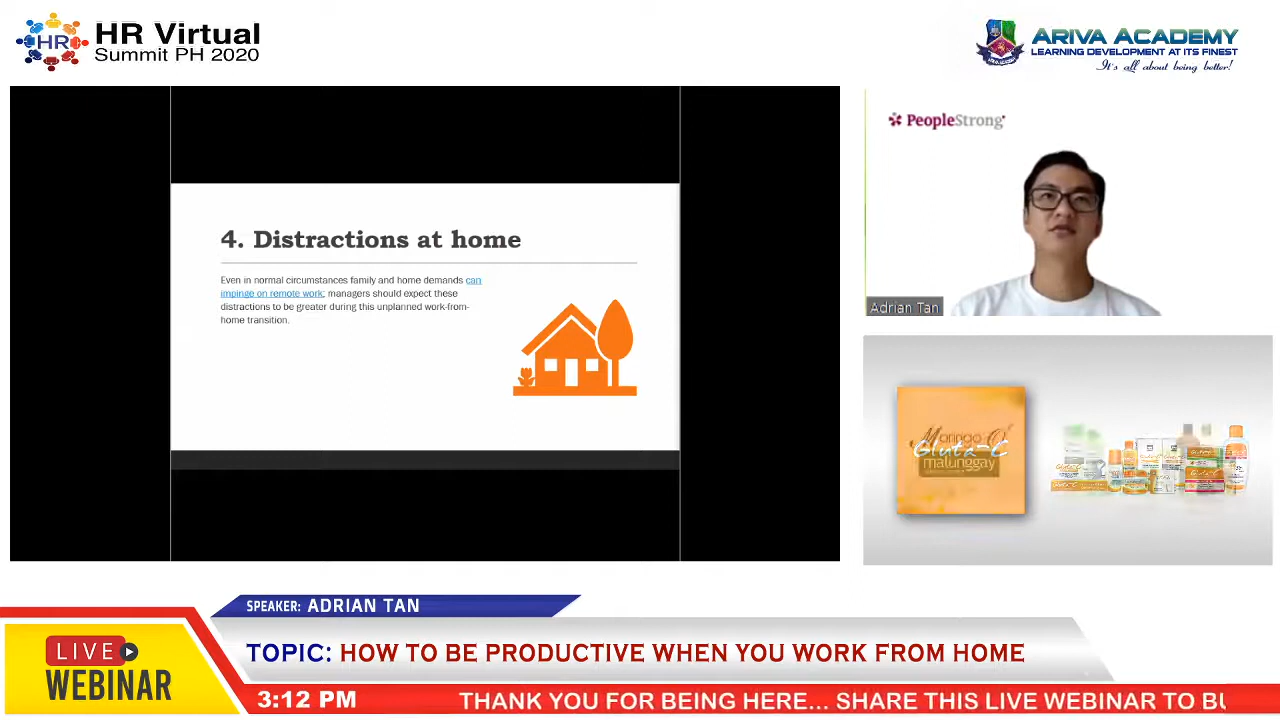 HR
HR Virtual
Summit PH 2020
ARIVA ACADEMY
LEARNING DEVELOPMENT AT ITS FINEST
It's all about being better!
4. Distractions at home
Even in normal circumstances family and home demands can
impinge on remote work; managers should expect these
distractions to be greater during this unplanned work-from-
home transition.
PeopleStrong
Adrian Tan
Moringa O2
Gluta-C
malunggay
SPEAKER: ADRIAN TAN
TOPIC: HOW TO BE PRODUCTIVE WHEN YOU WORK FROM HOME
LIVE
WEBINAR
3:12 PM
THANK YOU FOR BEING HERE... SHARE THIS LIVE WEBINAR TO BU